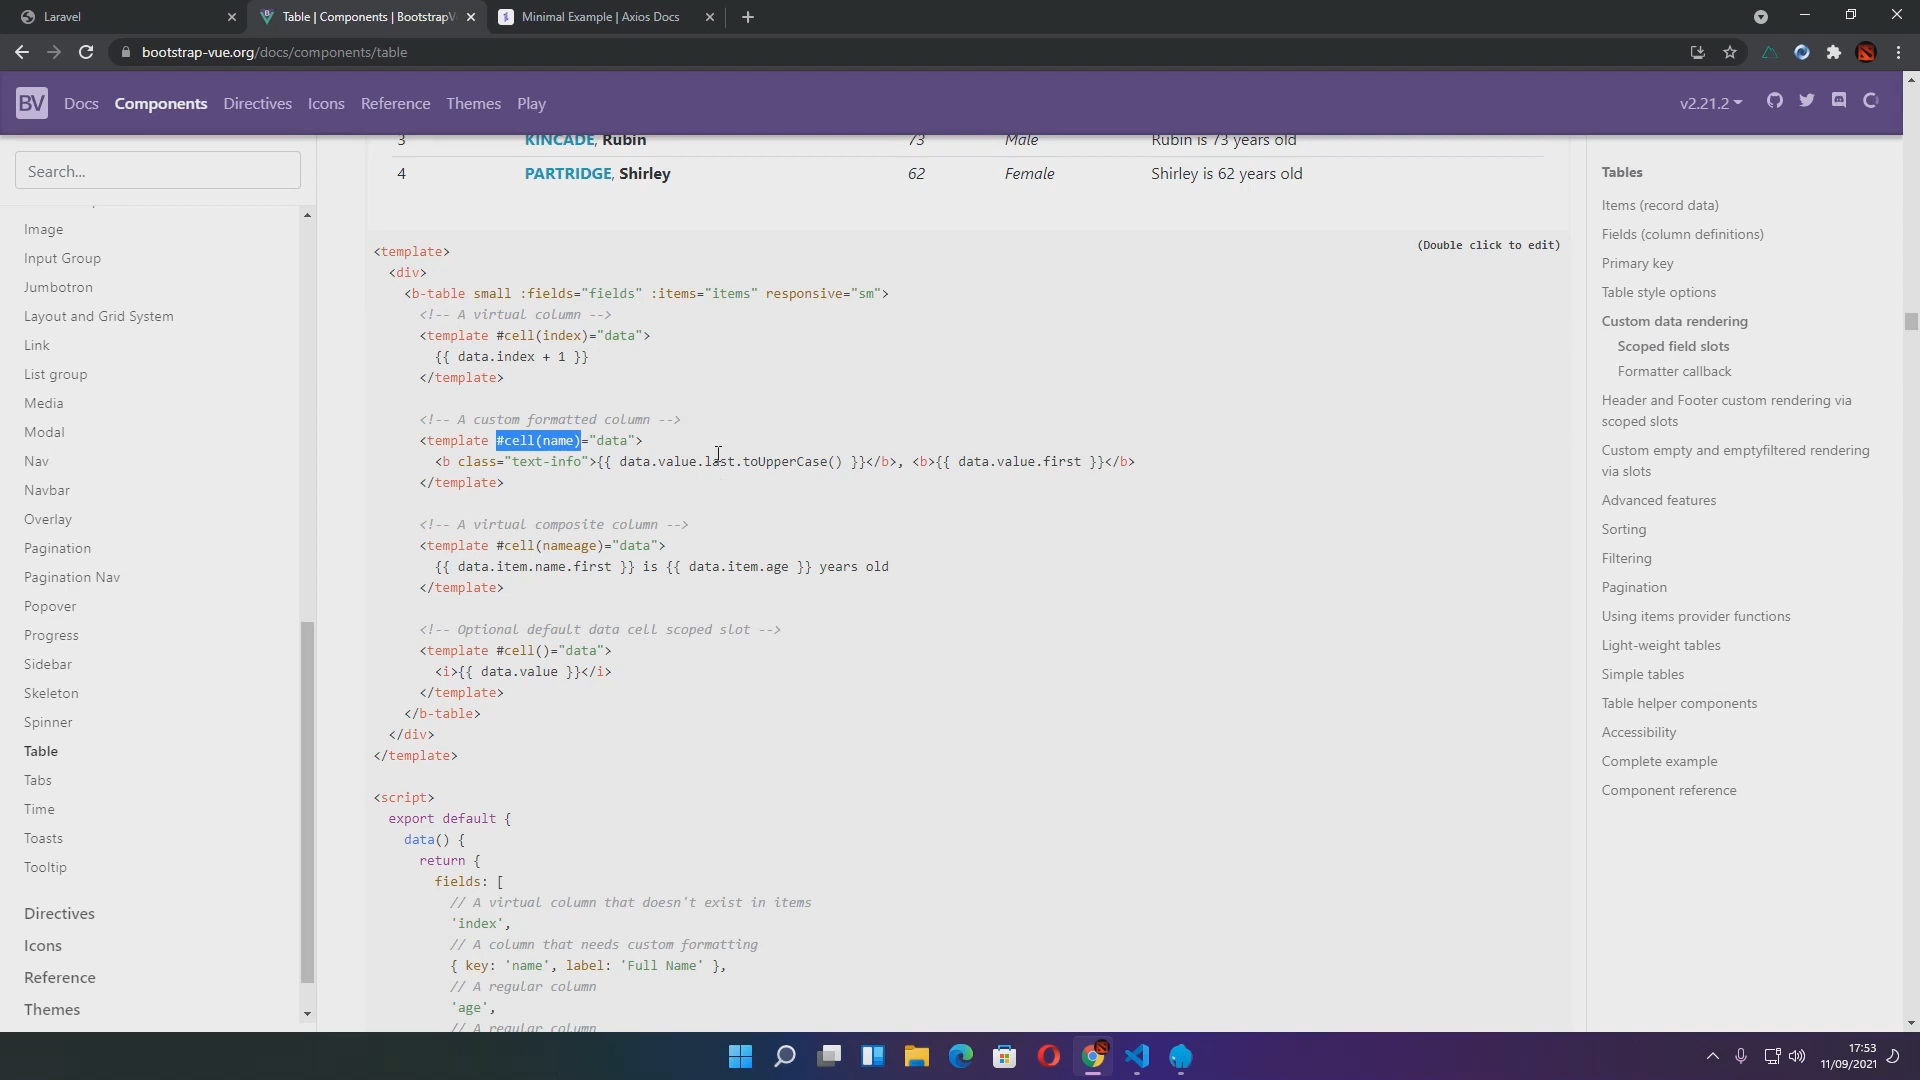 Laravel
Table | Components | BootstrapV
Minimal Example | Axios Docs
bootstrap-vue.org/docs/components/table
BV
Docs
Components
Directives
Icons
Reference
Themes
Play
v2.21.2
Search...
Image
Input Group
Jumbotron
Layout and Grid System
Link
List group
Media
Modal
Nav
Navbar
Overlay
Pagination
Pagination Nav
Popover
Progress
Sidebar
Skeleton
Spinner
Table
Tabs
Time
Toasts
Tooltip
Directives
Icons
Reference
Themes
3 KINCADE, Rubin 73 Male Rubin is 73 years old
4 PARTRIDGE, Shirley 62 Female Shirley is 62 years old
(Double click to edit)
<template>
<div>
<b-table small :fields="fields" :items="items" responsive="sm">
<!-- A virtual column -->
<template #cell(index)="data">
{{ data.index + 1 }}
</template>
<!-- A custom formatted column -->
<template #cell(name)="data">
<b class="text-info">{{ data.value.last.toUpperCase() }}</b>, <b>{{ data.value.first }}</b>
</template>
<!-- A virtual composite column -->
<template #cell(nameage)="data">
{{ data.item.name.first }} is {{ data.item.age }} years old
</template>
<!-- Optional default data cell scoped slot -->
<template #cell()="data">
<i>{{ data.value }}</i>
</template>
</b-table>
</div>
</template>
<script>
export default {
data() {
return {
fields: [
// A virtual column that doesn't exist in items
'index',
// A column that needs custom formatting
{ key: 'name', label: 'Full Name' },
// A regular column
'age',
// A regular column
Tables
Items (record data)
Fields (column definitions)
Primary key
Table style options
Custom data rendering
Scoped field slots
Formatter callback
Header and Footer custom rendering via
scoped slots
Custom empty and emptyfiltered rendering
via slots
Advanced features
Sorting
Filtering
Pagination
Using items provider functions
Light-weight tables
Simple tables
Table helper components
Accessibility
Complete example
Component reference
17:53
11/09/2021